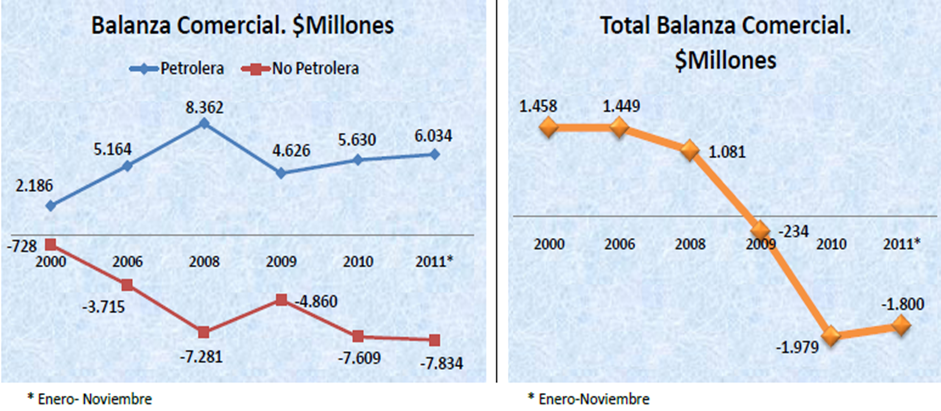 Balanza Comercial. $Millones
Petrolera No Petrolera
8.362
5.164
4.626
5.630
6.034
2.186
-728
2000 2006 2008 2009 2010 2011*
-3.715
-4.860
-7.281
-7.609
-7.834
* Enero- Noviembre
Total Balanza Comercial.
$Millones
1.458
1.449
1.081
-234
2000 2006 2008 2009 2010 2011*
-1.800
-1.979
* Enero-Noviembre